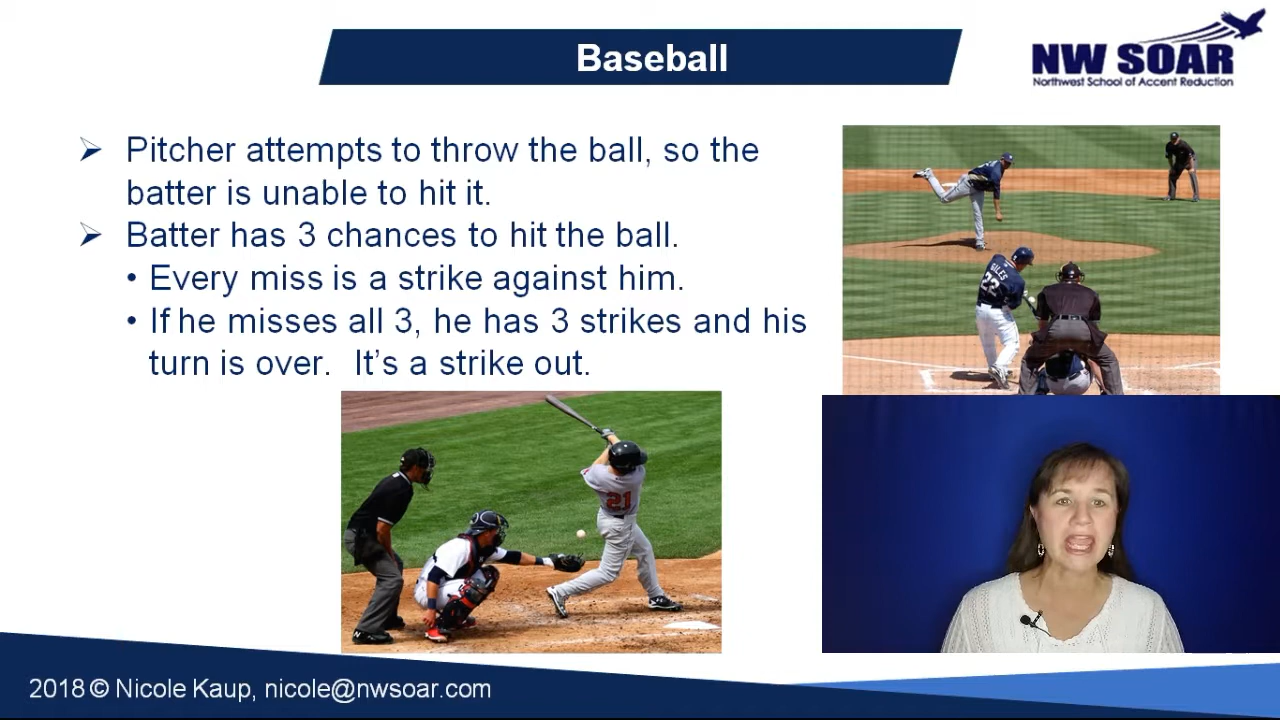 Baseball
NW SOAR
Northwest School of Accent Reduction
➢ Pitcher attempts to throw the ball, so the
batter is unable to hit it.
➢ Batter has 3 chances to hit the ball.
• Every miss is a strike against him.
• If he misses all 3, he has 3 strikes and his
turn is over. It’s a strike out.
22
21
2018 © Nicole Kaup, nicole@nwsoar.com